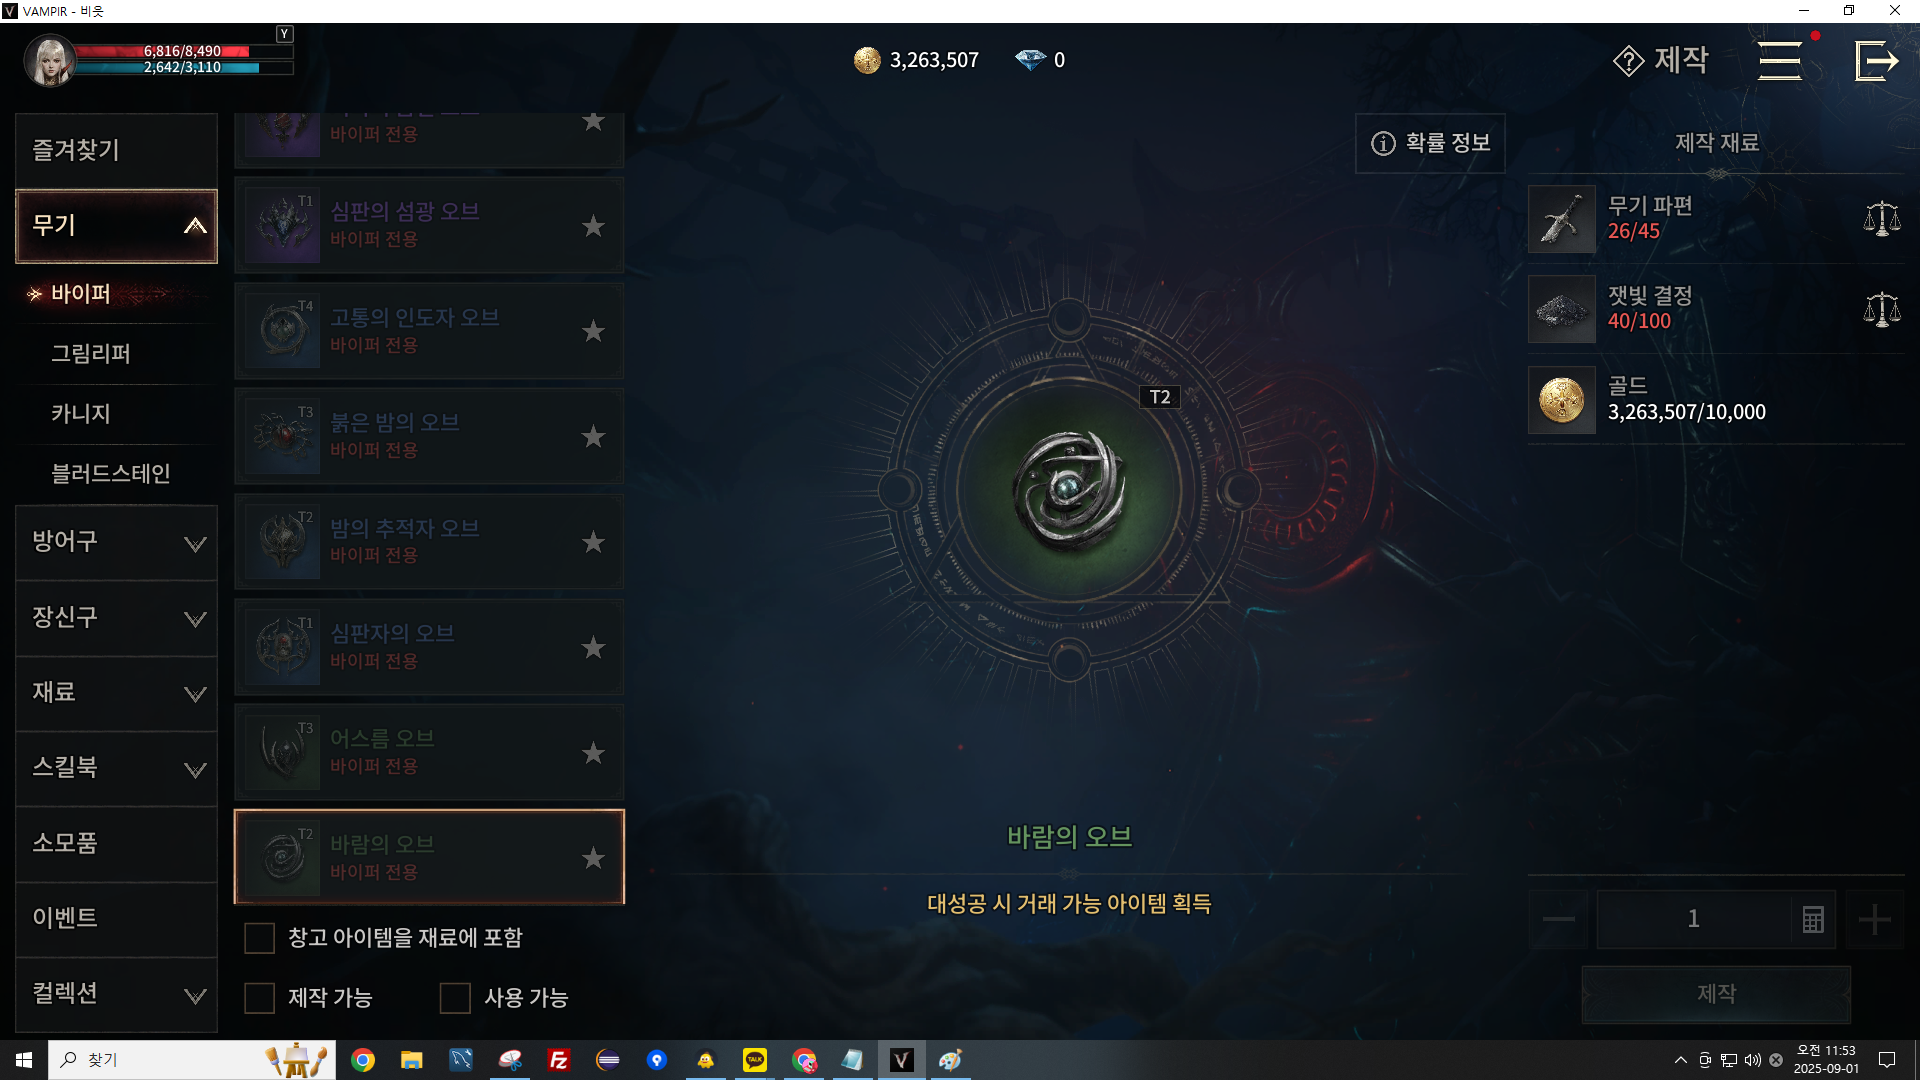 VAMPIR - 비읏
6,816/8,490
Y
2,642/3,110
3,263,507
0
제작
즐겨찾기
무기
바이퍼
그림리퍼
카니지
블러드스테인
방어구
장신구
재료
스킬북
소모품
이벤트
컬렉션
바이퍼 전용
T1
심판의 섬광 오브
바이퍼 전용
T4
고통의 인도자 오브
바이퍼 전용
T3
붉은 밤의 오브
바이퍼 전용
T2
밤의 추적자 오브
바이퍼 전용
T1
심판자의 오브
바이퍼 전용
T3
어스름 오브
바이퍼 전용
T2
바람의 오브
바이퍼 전용
창고 아이템을 재료에 포함
제작 가능
사용 가능
확률 정보
T2
바람의 오브
대성공 시 거래 가능 아이템 획득
제작 재료
무기 파편
26/45
잿빛 결정
40/100
골드
3,263,507/10,000
1
제작
찾기
TALK
오전 11:53
2025-09-01